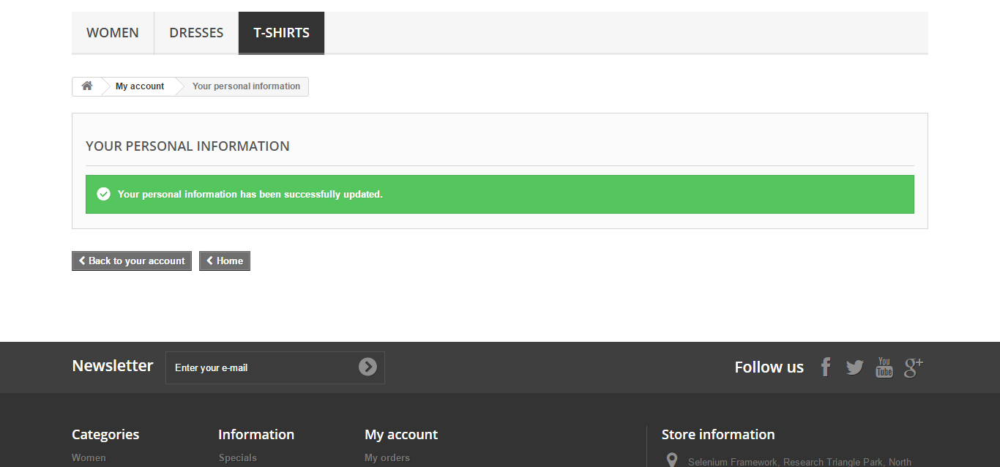 WOMEN DRESSES T-SHIRTS
My account Your personal information
YOUR PERSONAL INFORMATION
Your personal information has been successfully updated.
Back to your account Home
Newsletter Enter your e-mail Follow us f You Tube g+
Categories Information My account Store information
Women Specials My orders Selenium Framework, Research Triangle Park, North